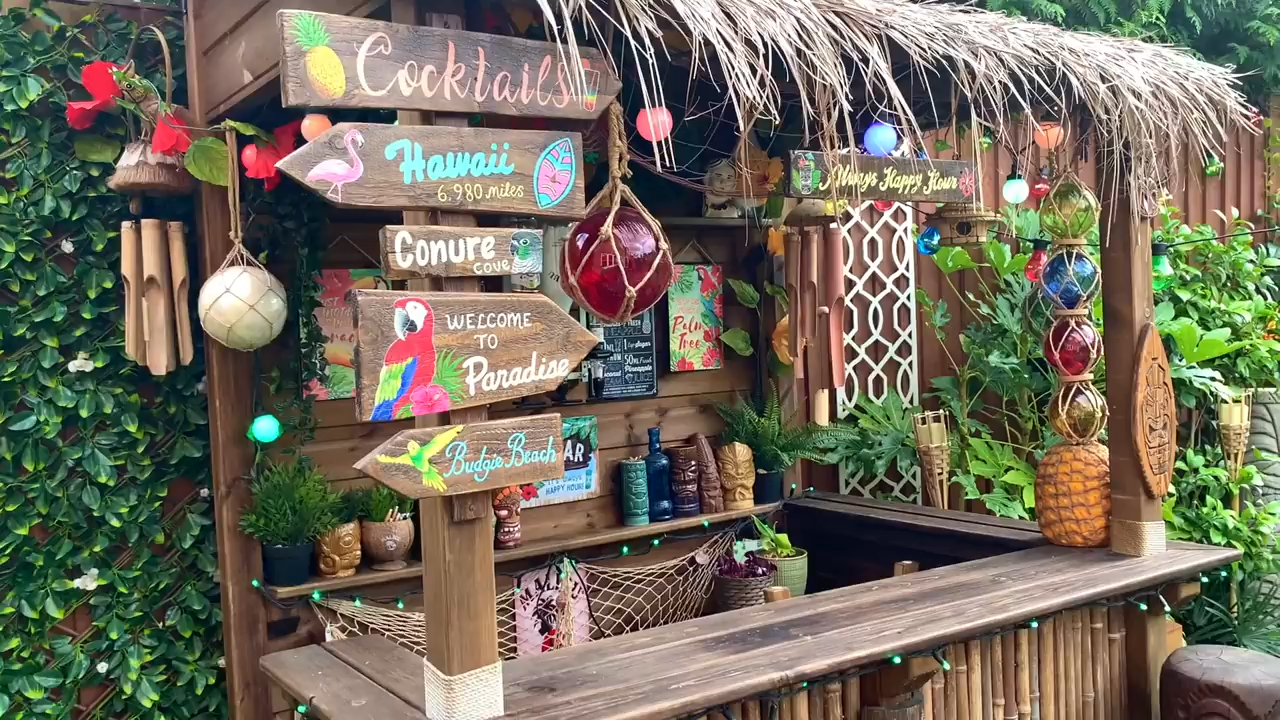 Cocktails
Hawaii
6,980 miles
Always Happy Hour
Conure
Cove
WELCOME
TO
Paradise
Palm
Tree
Budgie Beach
BAR
HAPPY HOUR